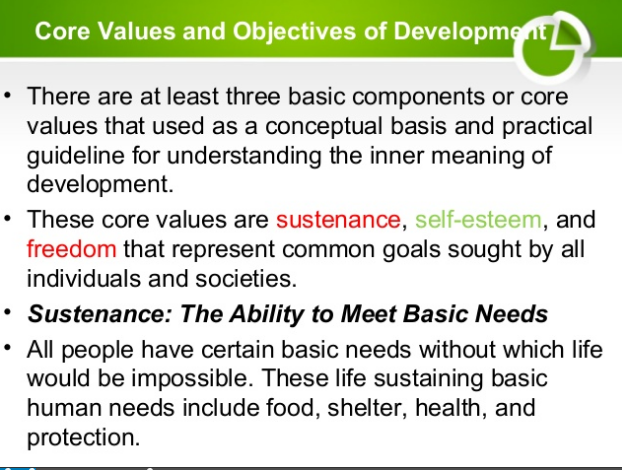 Core Values and Objectives of Development
• There are at least three basic components or core
values that used as a conceptual basis and practical
guideline for understanding the inner meaning of
development.
• These core values are sustenance, self-esteem, and
freedom that represent common goals sought by all
individuals and societies.
• Sustenance: The Ability to Meet Basic Needs
• All people have certain basic needs without which life
would be impossible. These life sustaining basic
human needs include food, shelter, health, and
protection.